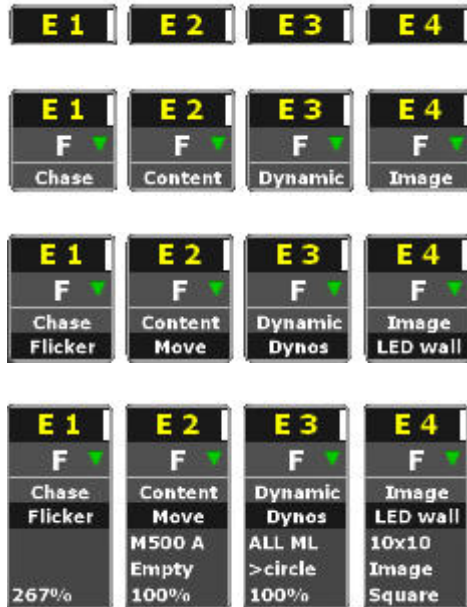 E 1 E 2 E 3 E 4
E 1 E 2 E 3 E 4
F F F F
Chase Content Dynamic Image
E 1 E 2 E 3 E 4
F F F F
Chase Content Dynamic Image
Flicker Move Dynos LED wall
E 1 E 2 E 3 E 4
F F F F
Chase Content Dynamic Image
Flicker Move Dynos LED wall
M500 A ALL ML 10x10
Empty >circle Image
267% 100% 100% Square